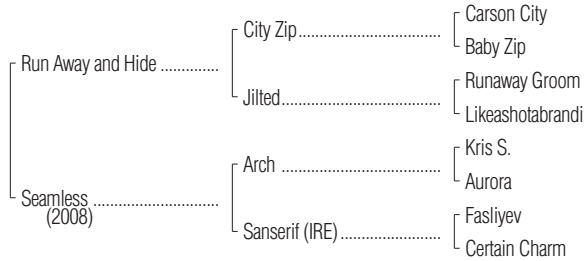 Carson City
City Zip
Baby Zip
Run Away and Hide
Runaway Groom
Jilted
Likeashotabrandi
Kris S.
Arch
Aurora
Seamless
(2008)
Fasliyev
Sanserif (IRE)
Certain Charm